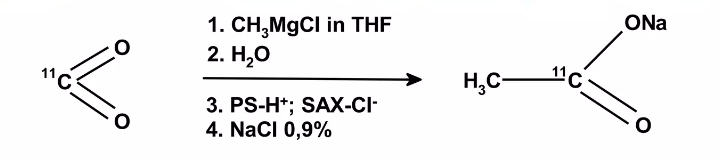 1. CH₃MgCl in THF
2. H₂O
3. PS-H⁺; SAX-Cl⁻
4. NaCl 0,9%
¹¹C
O
O
ONa
H₃C
¹¹C
O